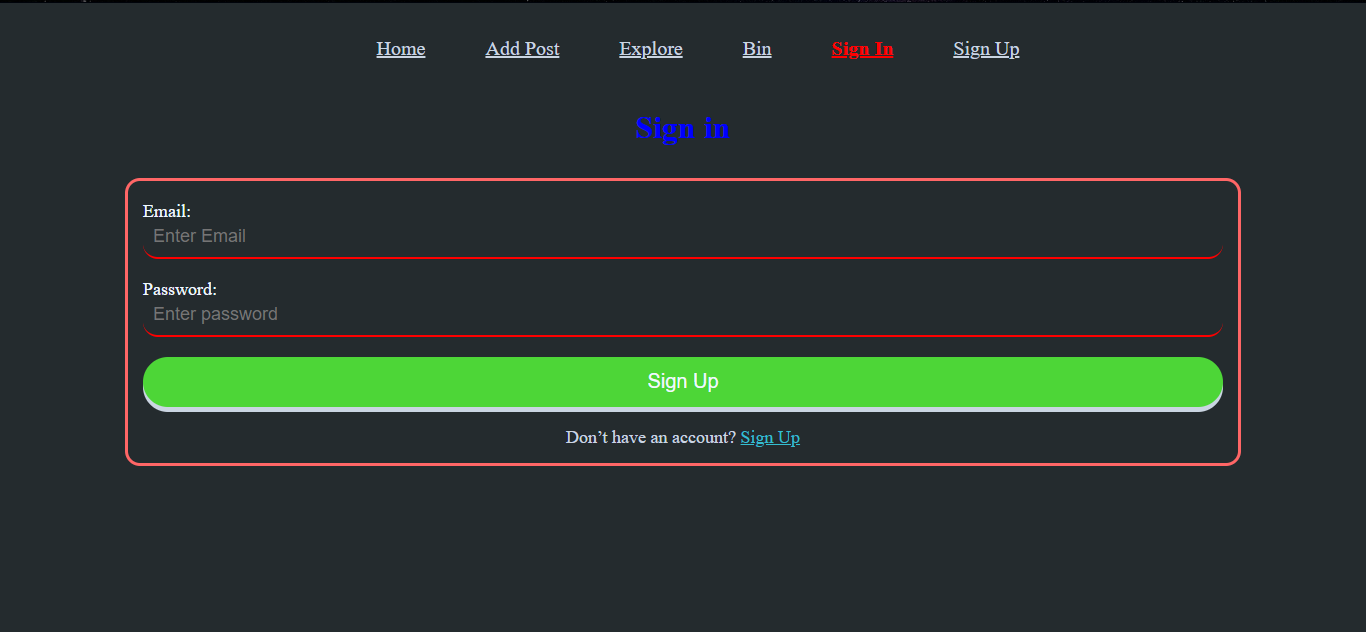 Home Add Post Explore Bin Sign In Sign Up
Sign in
Email:
Enter Email
Password:
Enter password
Sign Up
Don’t have an account? Sign Up